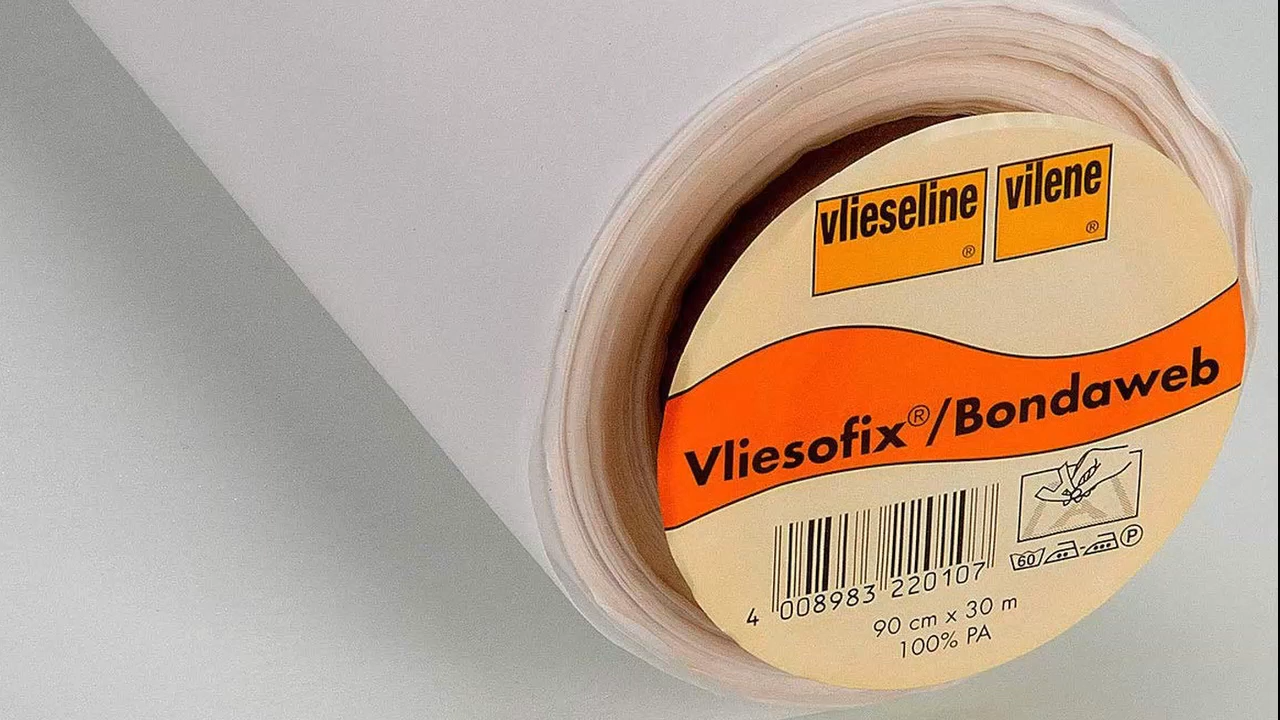 vlieseline®
vilene®
Vliesofix®/Bondaweb
60
P
4 008983 220107
90 cm x 30 m
100% PA